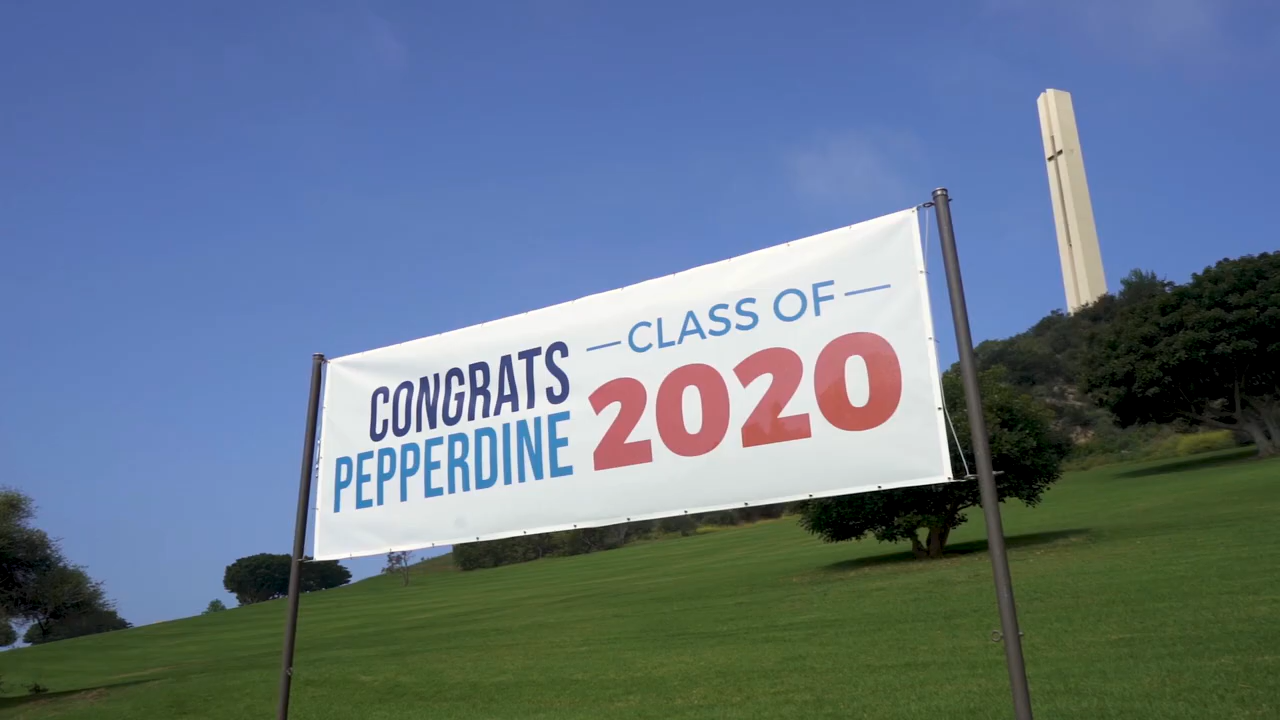 CONGRATS
PEPPERDINE
—CLASS OF—
2020